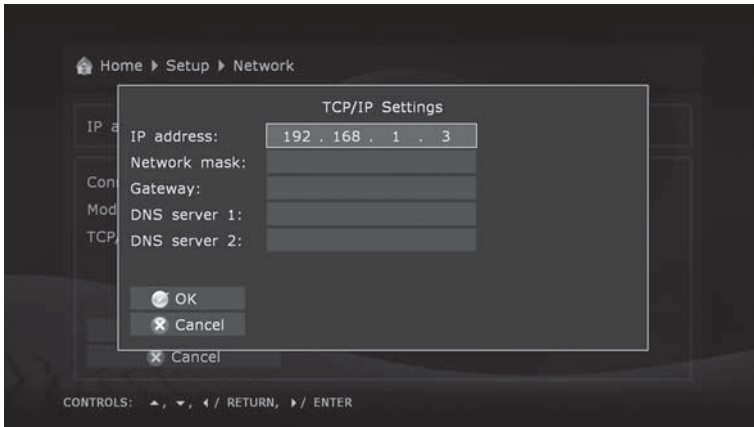 Home ▸ Setup ▸ Network
TCP/IP Settings
IP a
IP address: 192 . 168 . 1 . 3
Network mask:
Con
Gateway:
Mod
DNS server 1:
TCP/
DNS server 2:
OK
Cancel
Cancel
CONTROLS: ▲, ▼, ◂/ RETURN, ▸/ ENTER